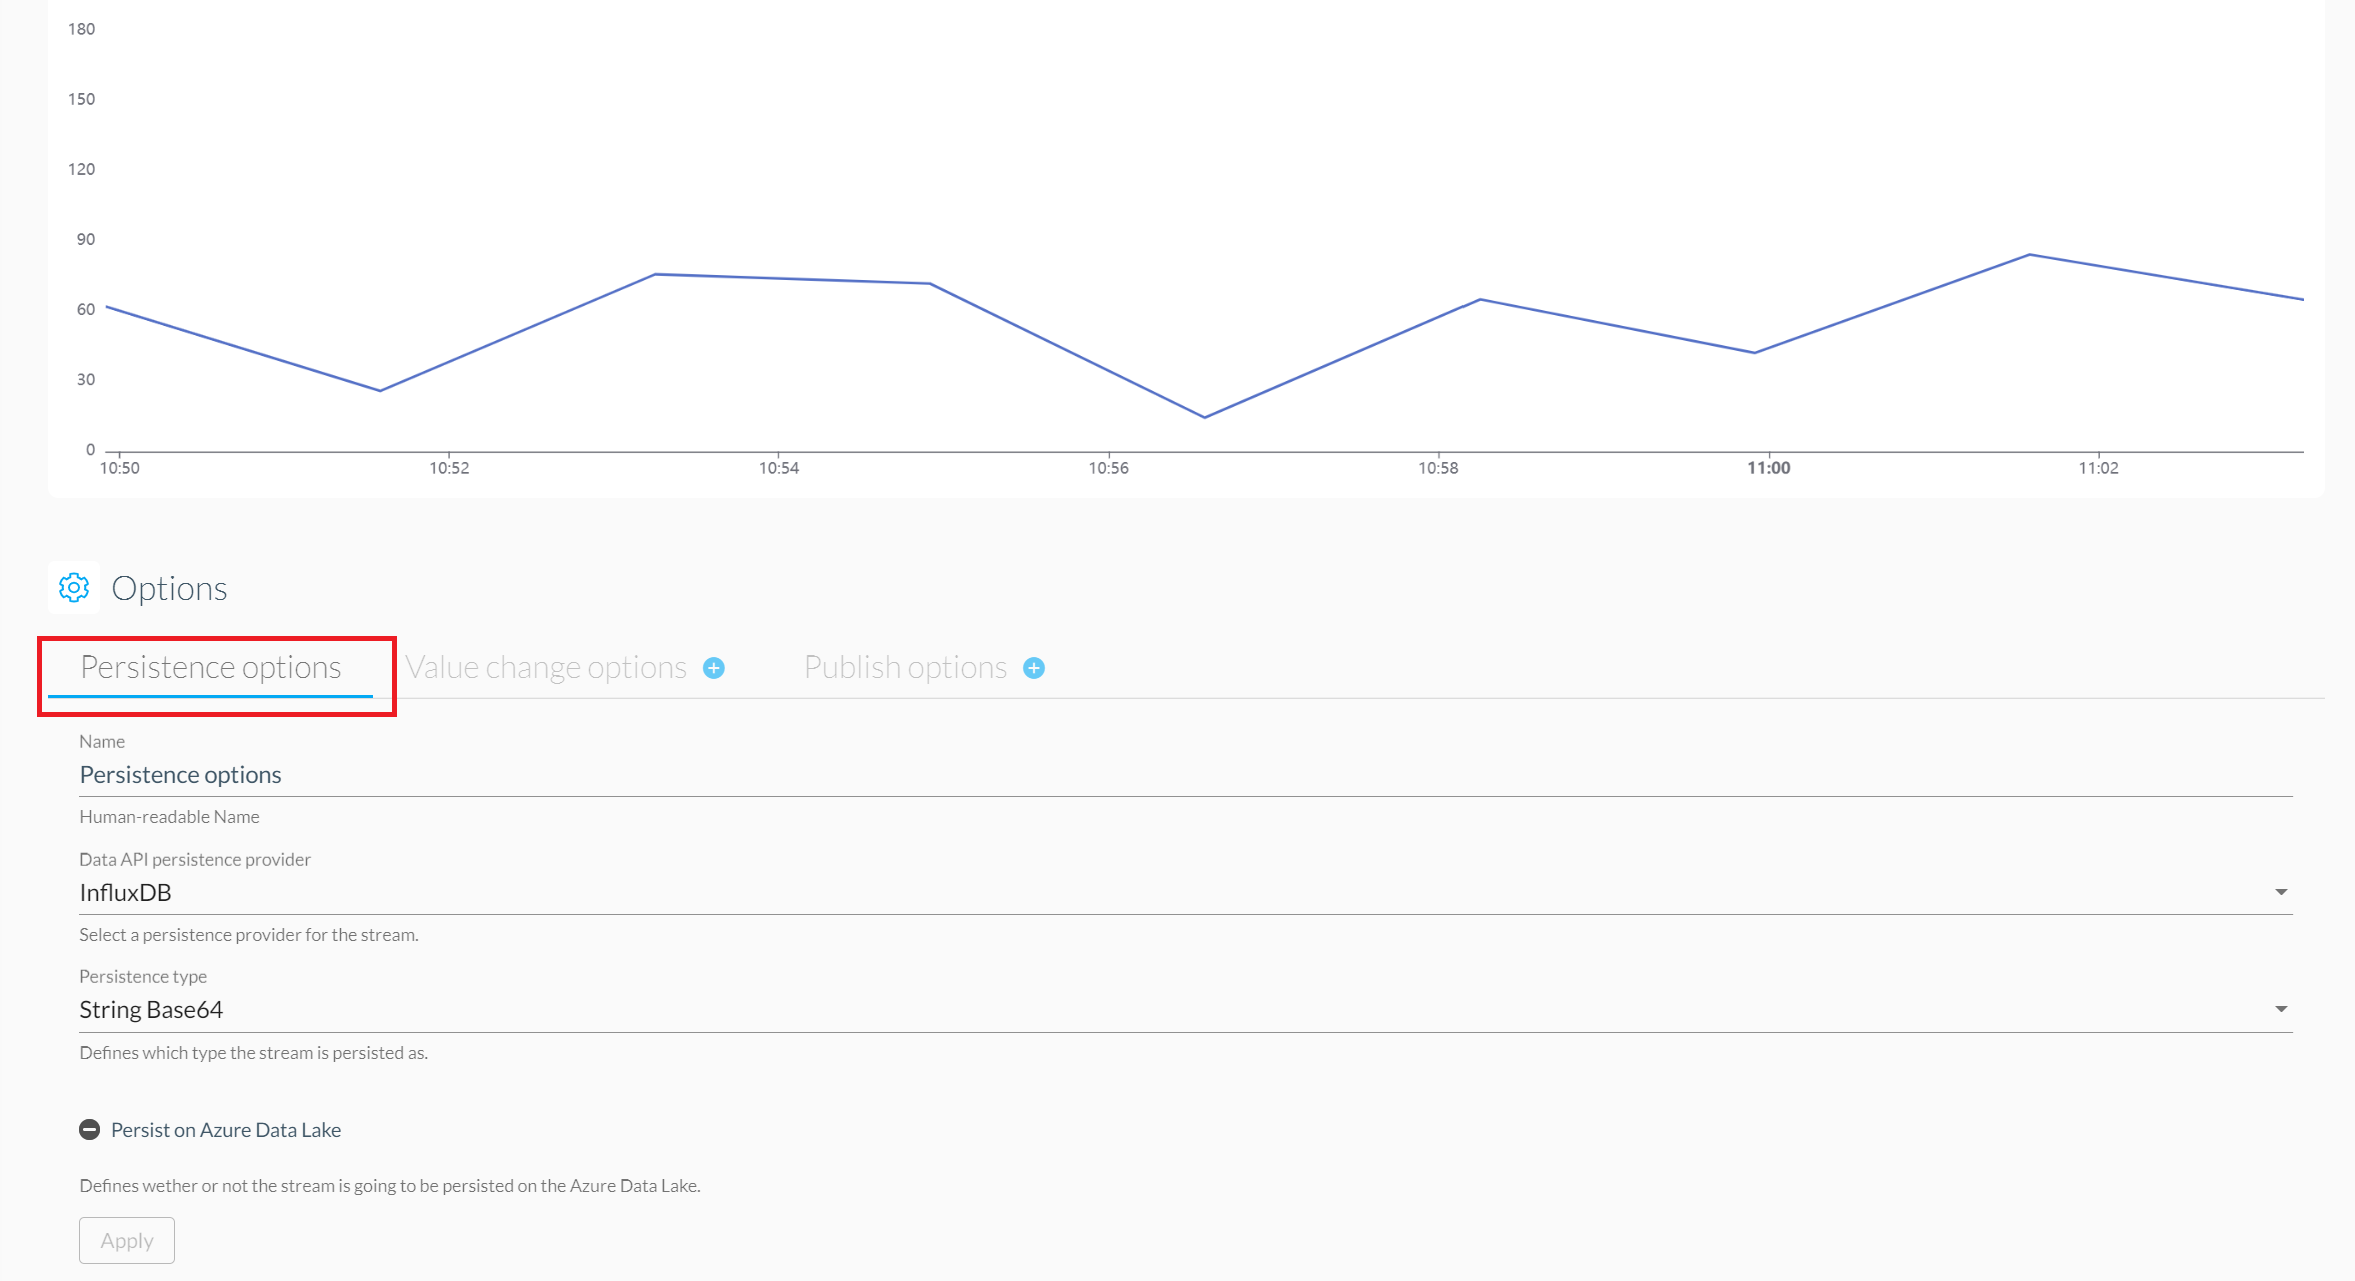 180
150
120
90
60
30
0
10:50 10:52 10:54 10:56 10:58 11:00 11:02
Options
Persistence options Value change options Publish options
Name
Persistence options
Human-readable Name
Data API persistence provider
InfluxDB
Select a persistence provider for the stream.
Persistence type
String Base64
Defines which type the stream is persisted as.
Persist on Azure Data Lake
Defines wether or not the stream is going to be persisted on the Azure Data Lake.
Apply